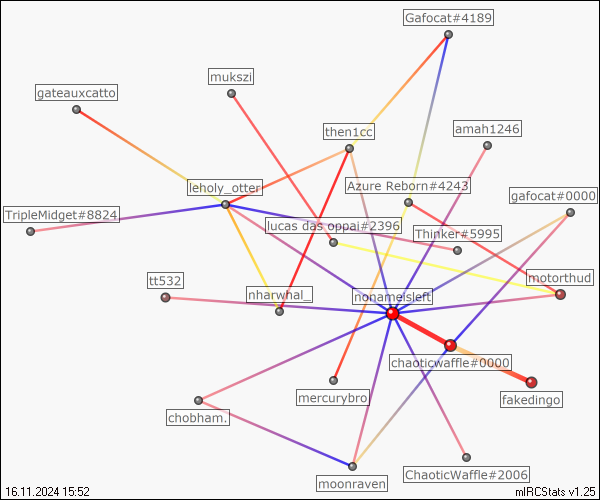 Gafocat#4189
mukszi
gateauxcatto
then1cc
amah1246
leholy_otter
Azure Reborn#4243
gafocat#0000
TripleMidget#8824
lucas das oppai#2396
Thinker#5995
tt532
nharwhal_
nonameisleft
motorthud
chaoticwaffle#0000
mercurybro
fakedingo
chobham.
moonraven
ChaoticWaffle#2006
16.11.2024 15:52
mIRCStats v1.25